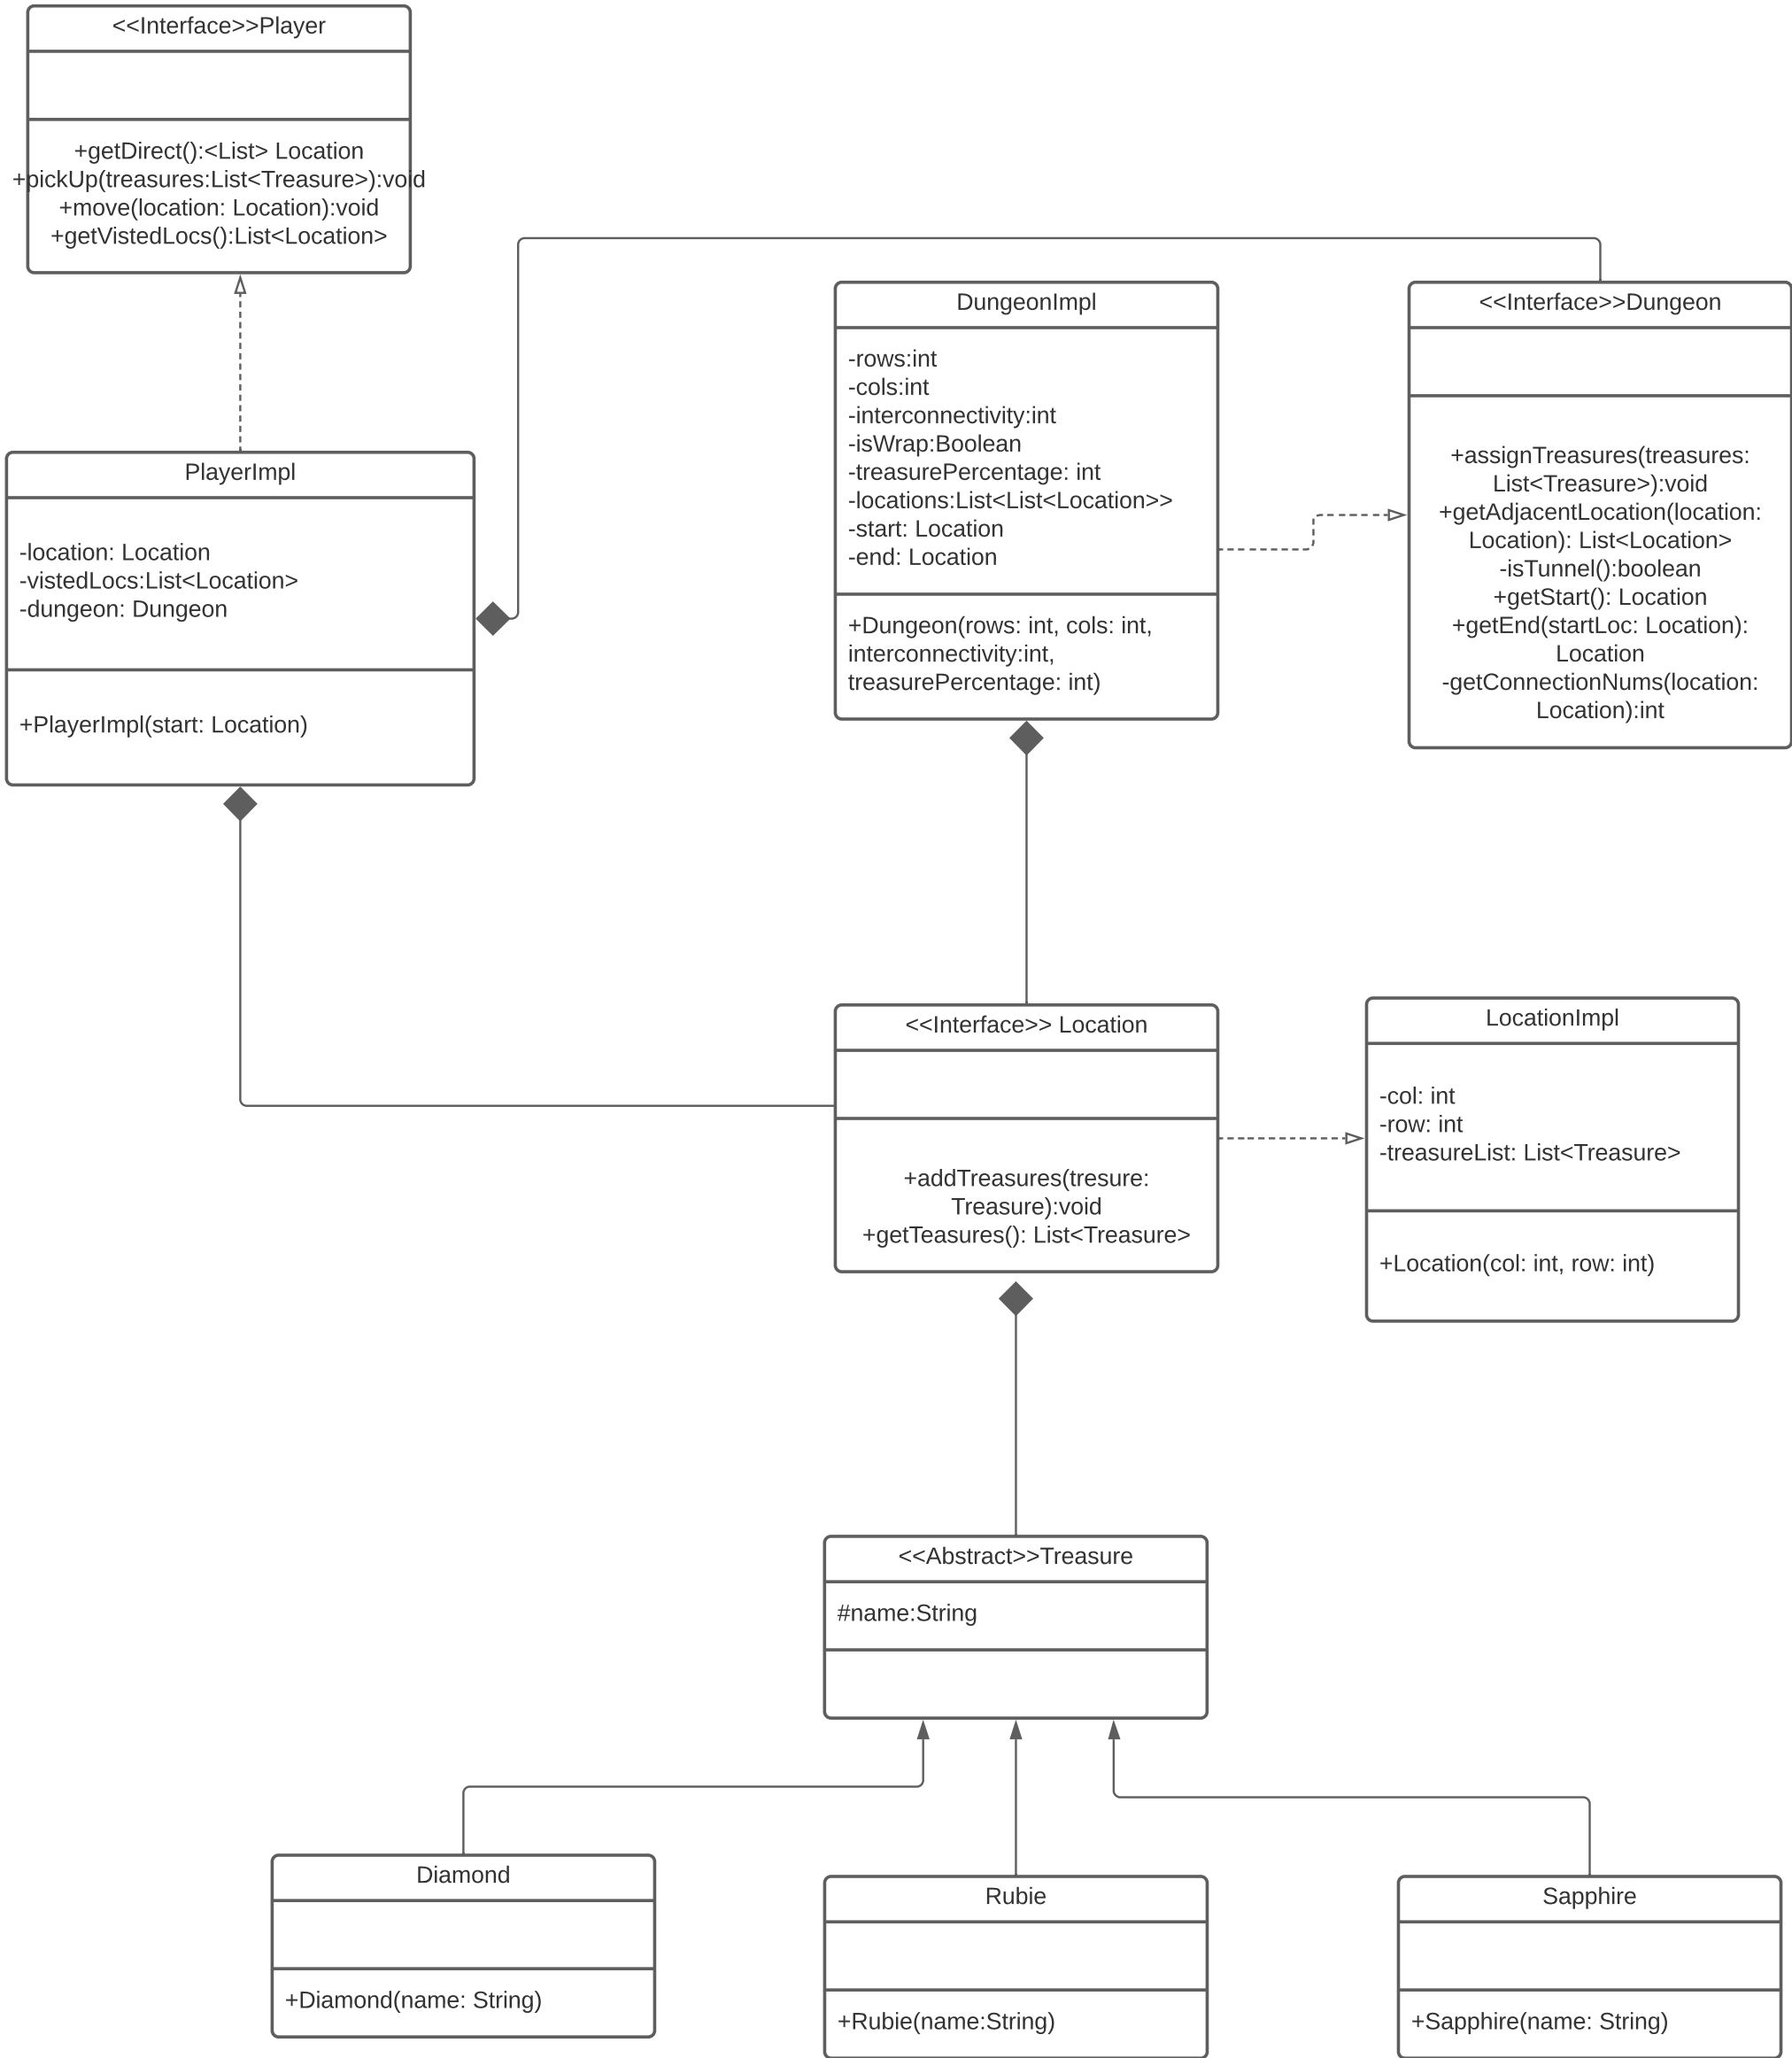 <<Interface>>Player
+getDirect():<List> Location
+pickUp(treasures:List<Treasure>):void
+move(location: Location):void
+getVistedLocs():List<Location>
DungeonImpl
-rows:int
-cols:int
-interconnectivity:int
-isWrap:Boolean
-treasurePercentage: int
-locations:List<List<Location>>
-start: Location
-end: Location
+Dungeon(rows: int, cols: int,
interconnectivity:int,
treasurePercentage: int)
<<Interface>>Dungeon
+assignTreasures(treasures:
List<Treasure>):void
+getAdjacentLocation(location:
Location): List<Location>
-isTunnel():boolean
+getStart(): Location
+getEnd(startLoc: Location):
Location
-getConnectionNums(location:
Location):int
PlayerImpl
-location: Location
-vistedLocs:List<Location>
-dungeon: Dungeon
+PlayerImpl(start: Location)
<<Interface>> Location
+addTreasures(tresure:
Treasure):void
+getTeasures(): List<Treasure>
LocationImpl
-col: int
-row: int
-treasureList: List<Treasure>
+Location(col: int, row: int)
<<Abstract>>Treasure
#name:String
Diamond
+Diamond(name: String)
Rubie
+Rubie(name:String)
Sapphire
+Sapphire(name: String)